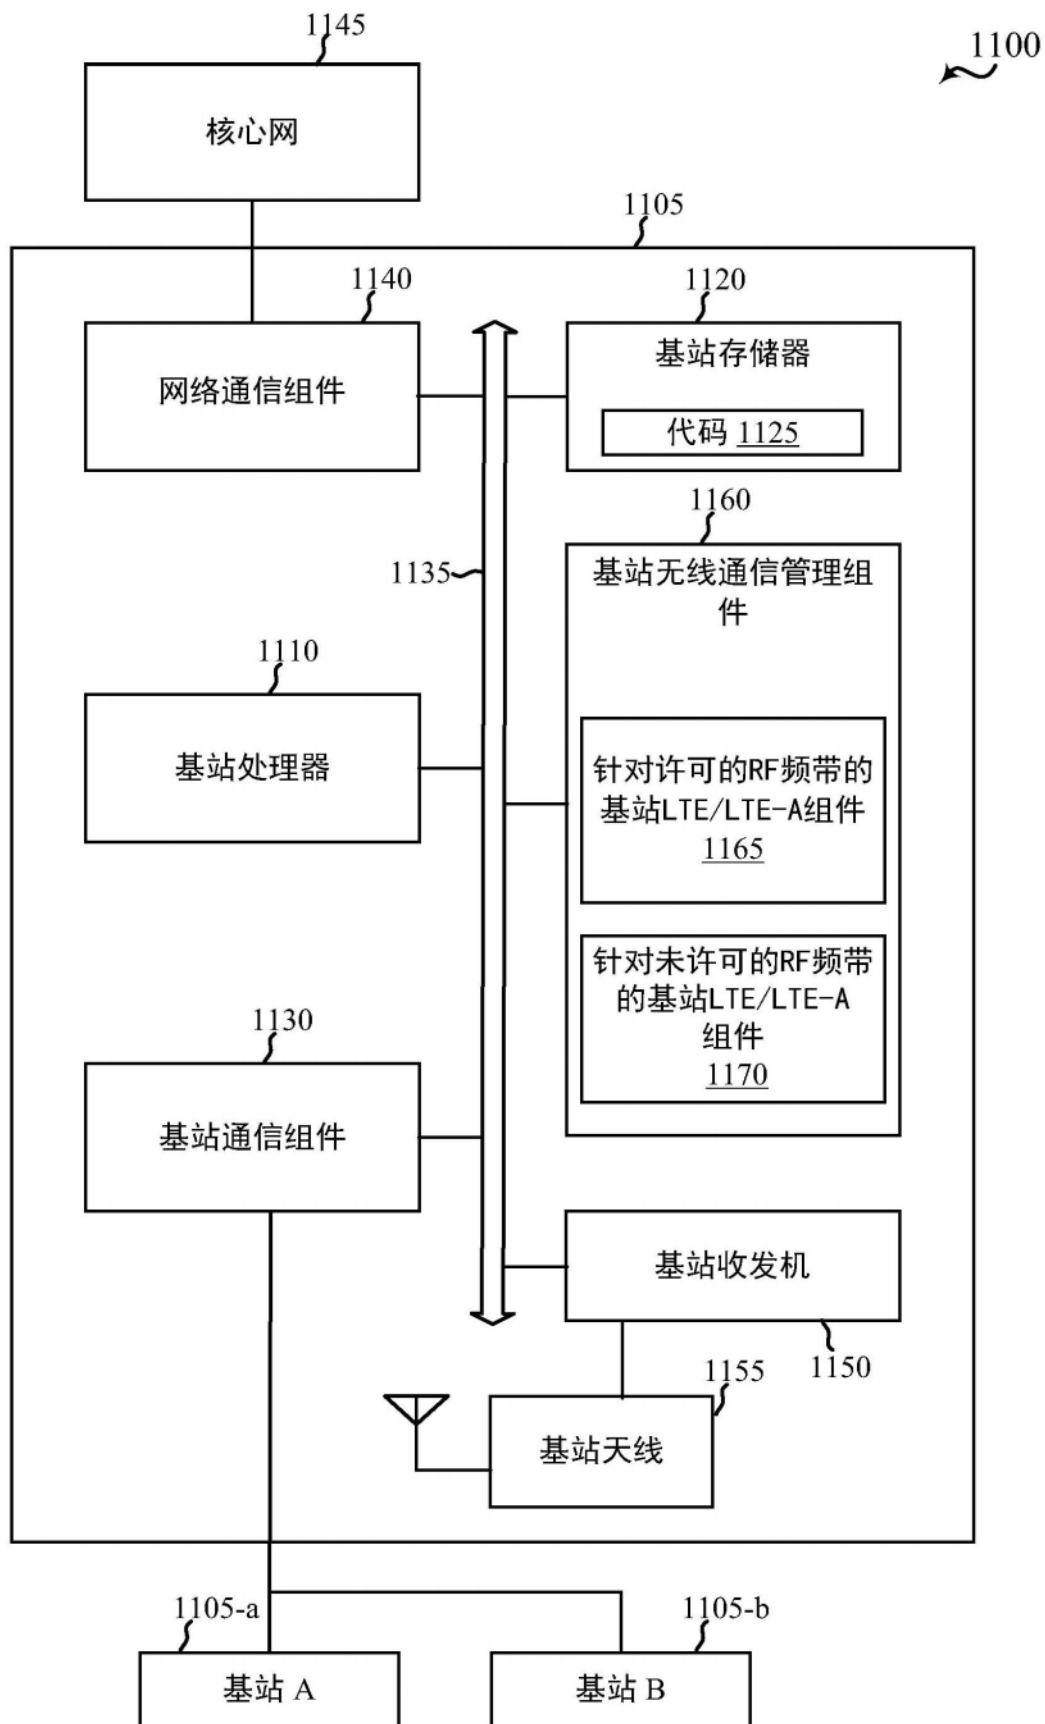 1145
1100
核心网
1105
1140
1120
网络通信组件
基站存储器
代码 1125
1160
1135
基站无线通信管理组
件
1110
基站处理器
针对许可的RF频带的
基站LTE/LTE-A组件
1165
针对未许可的RF频带
的基站LTE/LTE-A
组件
1170
1130
基站通信组件
基站收发机
1150
1155
基站天线
1105-a
1105-b
基站 A
基站 B